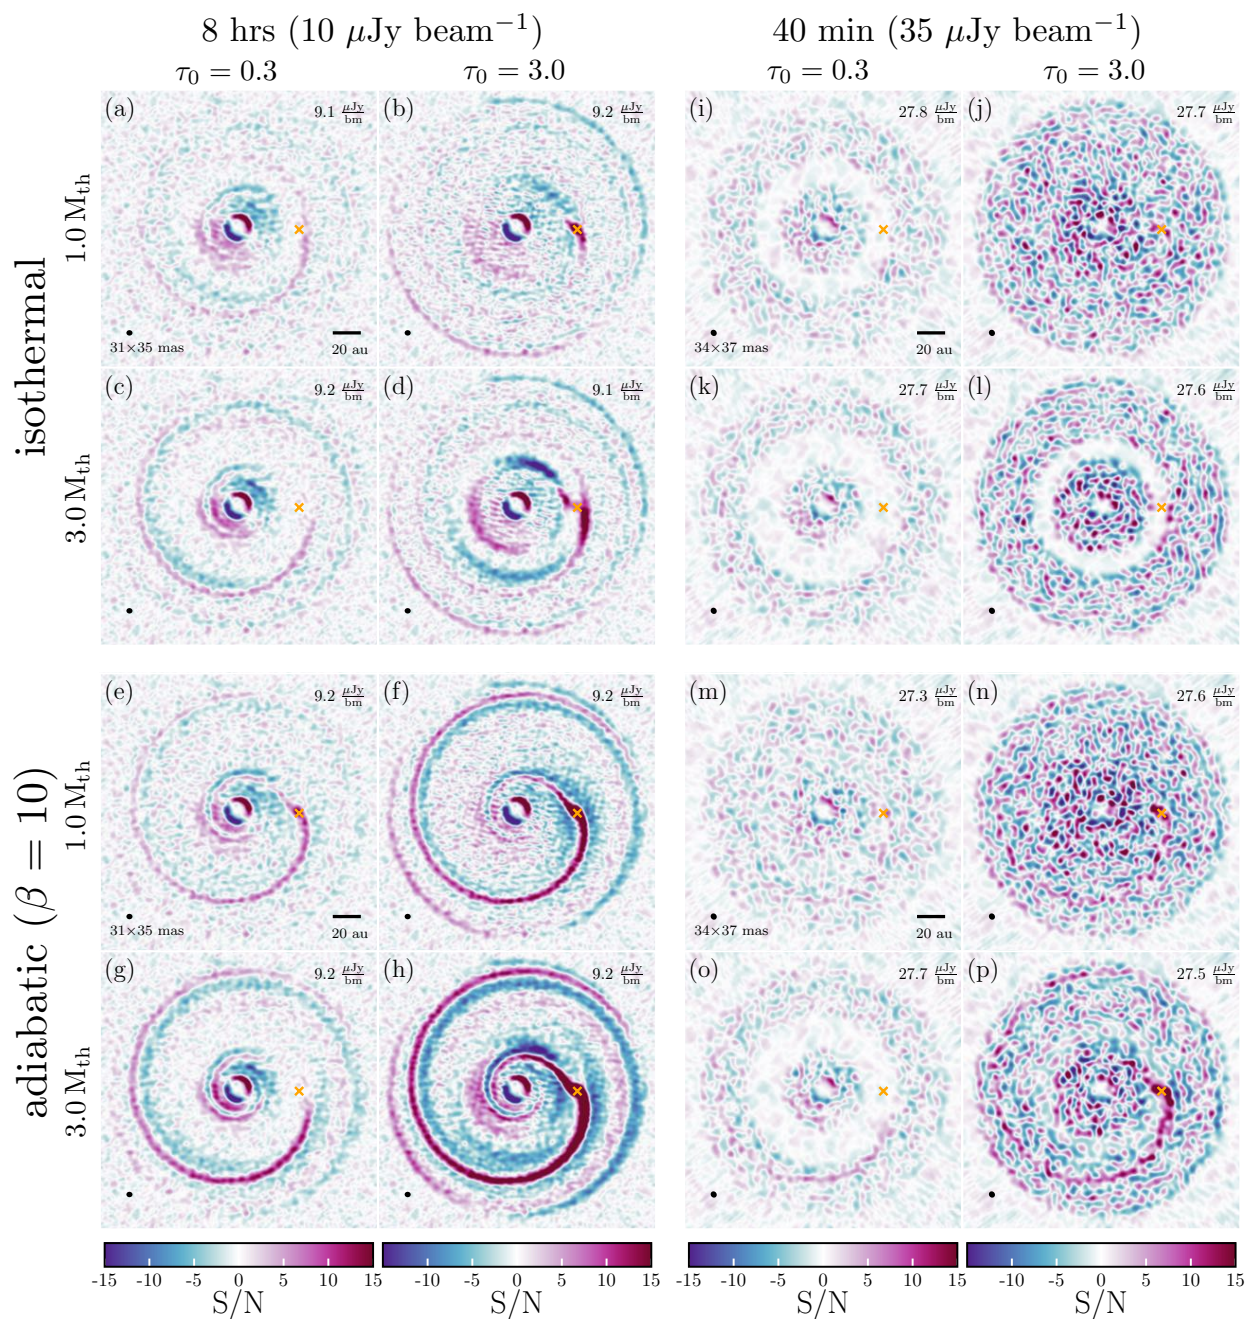 8 hrs (10 μJy beam⁻¹)
40 min (35 μJy beam⁻¹)
τ₀ = 0.3
τ₀ = 3.0
τ₀ = 0.3
τ₀ = 3.0
isothermal
1.0 Mth
(a)
9.1 μJy/bm
31×35 mas
20 au
(b)
9.2 μJy/bm
(i)
27.8 μJy/bm
34×37 mas
20 au
(j)
27.7 μJy/bm
3.0 Mth
(c)
9.2 μJy/bm
(d)
9.1 μJy/bm
(k)
27.7 μJy/bm
(l)
27.6 μJy/bm
adiabatic (β = 10)
1.0 Mth
(e)
9.2 μJy/bm
31×35 mas
20 au
(f)
9.2 μJy/bm
(m)
27.3 μJy/bm
34×37 mas
20 au
(n)
27.6 μJy/bm
3.0 Mth
(g)
9.2 μJy/bm
(h)
9.2 μJy/bm
(o)
27.7 μJy/bm
(p)
27.5 μJy/bm
-15 -10 -5 0 5 10 15
S/N
-10 -5 0 5 10 15
S/N
-15 -10 -5 0 5 10 15
S/N
-10 -5 0 5 10 15
S/N